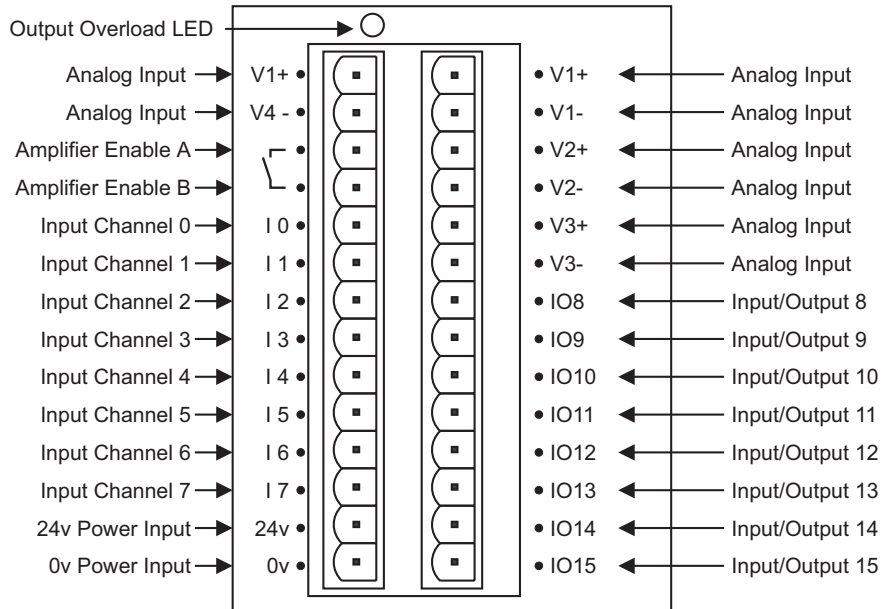 Output Overload LED
Analog Input V1+ V1+ Analog Input
Analog Input V4 - V1- Analog Input
Amplifier Enable A V2+ Analog Input
Amplifier Enable B V2- Analog Input
Input Channel 0 I 0 V3+ Analog Input
Input Channel 1 I 1 V3- Analog Input
Input Channel 2 I 2 IO8 Input/Output 8
Input Channel 3 I 3 IO9 Input/Output 9
Input Channel 4 I 4 IO10 Input/Output 10
Input Channel 5 I 5 IO11 Input/Output 11
Input Channel 6 I 6 IO12 Input/Output 12
Input Channel 7 I 7 IO13 Input/Output 13
24v Power Input 24v IO14 Input/Output 14
0v Power Input 0v IO15 Input/Output 15